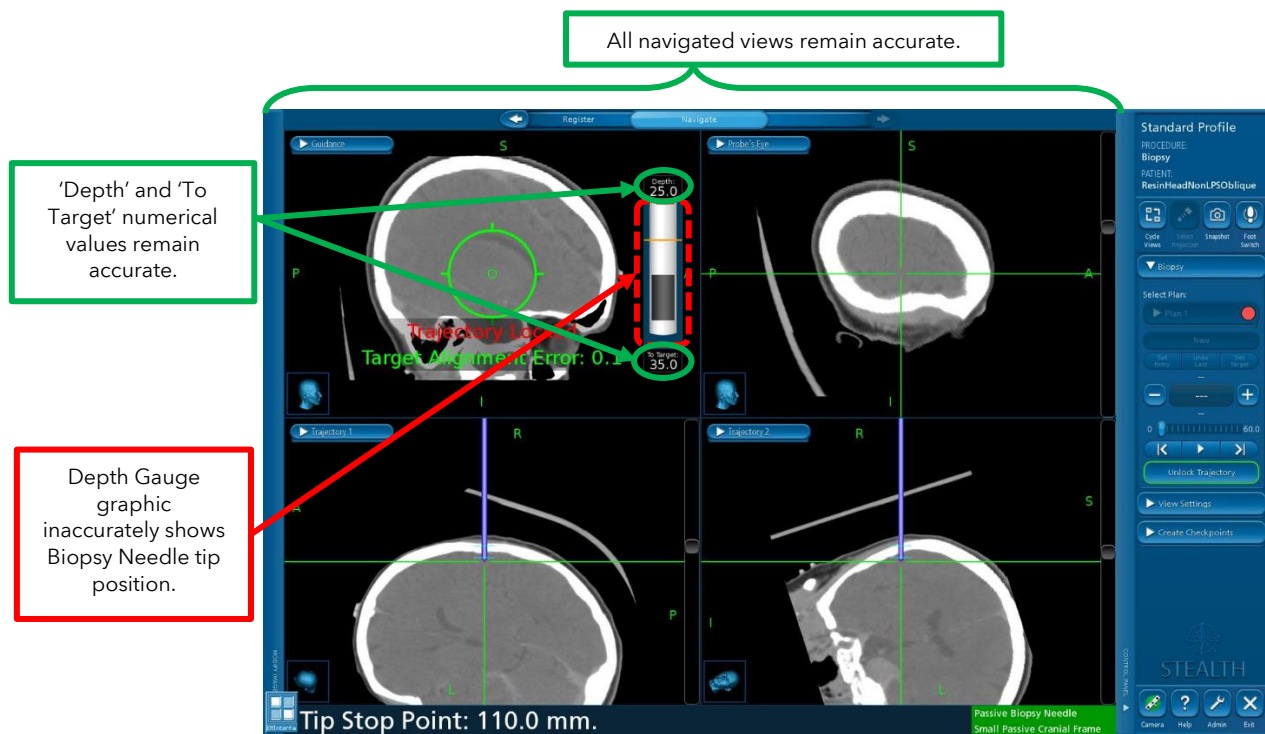 All navigated views remain accurate.
‘Depth’ and ‘To
Target’ numerical
values remain
accurate.
Depth Gauge
graphic
inaccurately shows
Biopsy Needle tip
position.
Register
Navigate
Guidance
S
P
A
Depth:
25.0
To Target:
35.0
Trajectory Locked
Target Alignment Error: 0.1
I
Probe's Eye
S
P
A
I
Trajectory 1
R
A
P
L
Trajectory 2
R
S
I
L
CONTROL PANEL
Tip Stop Point: 110.0 mm.
Passive Biopsy Needle
Small Passive Cranial Frame
Standard Profile
PROCEDURE:
Biopsy
PATIENT:
ResinHeadNonLPSOblique
Cycle
Views
Select
Projection
Snapshot
Foot
Switch
Biopsy
Select Plan:
Plan 1
New
Set
Entry
Undo
Last
Set
Target
--
---
--
0
60.0
Unlock Trajectory
View Settings
Create Checkpoints
STEALTH
Camera
Help
Admin
Exit